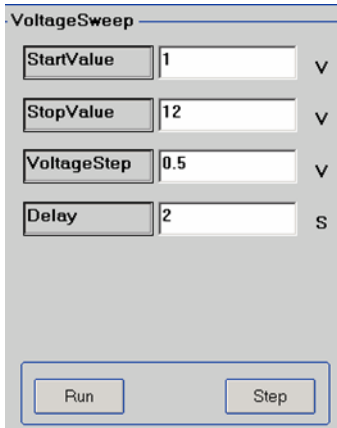 VoltageSweep
StartValue 1 V
StopValue 12 V
VoltageStep 0.5 V
Delay 2 S
Run Step